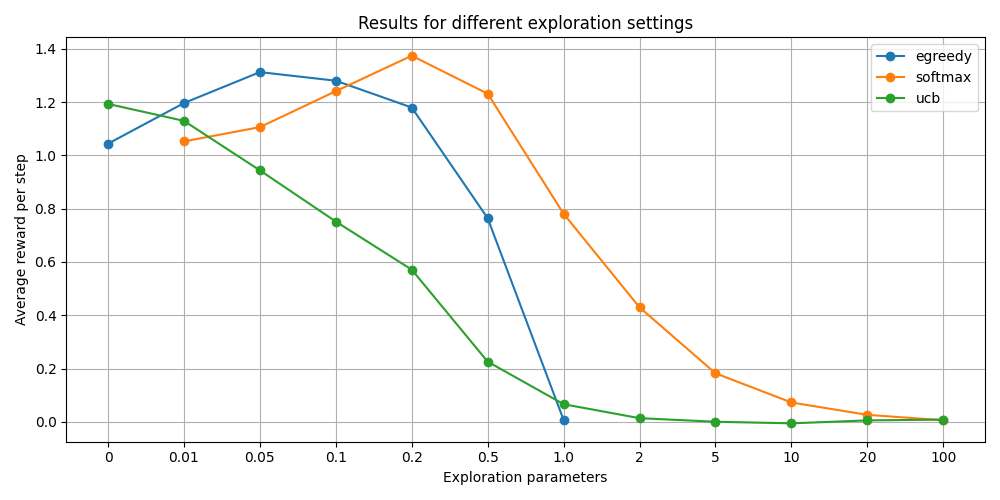 Results for different exploration settings
egreedy
softmax
ucb
Average reward per step
1.4
1.2
1.0
0.8
0.6
0.4
0.2
0.0
0 0.01 0.05 0.1 0.2 0.5 1.0 2 5 10 20 100
Exploration parameters